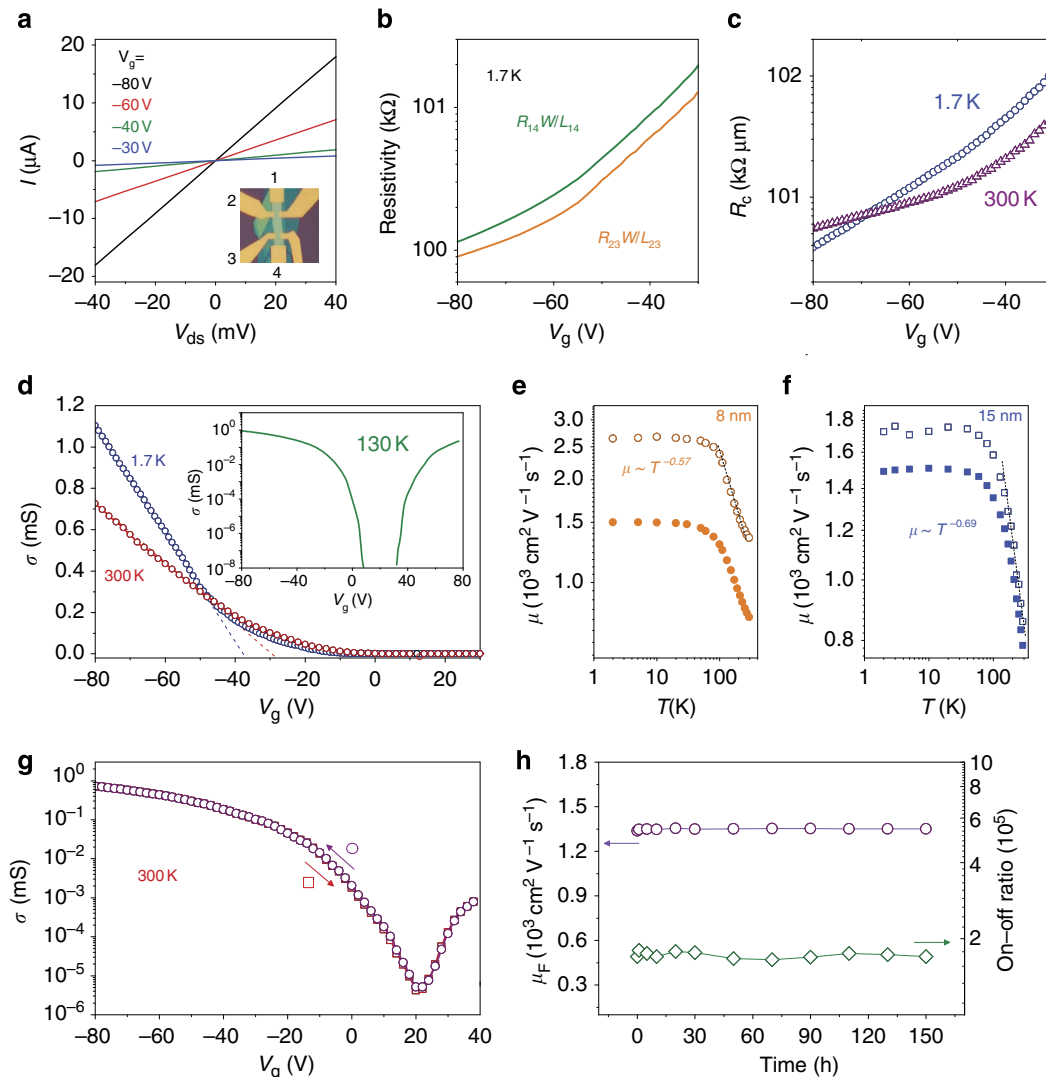 a
I (μA)
20
10
0
−10
−20
V_g=
−80 V
−60 V
−40 V
−30 V
1
2
3
4
−40 −20 0 20 40
V_ds (mV)
b
Resistivity (kΩ)
101
100
1.7 K
R_14W/L_14
R_23W/L_23
−80 −60 −40
V_g (V)
c
R_c (kΩ μm)
102
101
1.7 K
300 K
−80 −60 −40
V_g (V)
d
σ (mS)
1.2
1.0
0.8
0.6
0.4
0.2
0.0
1.7 K
300 K
σ (mS)
10^0
10^−2
10^−4
10^−6
10^−8
130 K
−80 −40 0 40 80
V_g (V)
−80 −60 −40 −20 0 20
V_g (V)
e
μ (10^3 cm^2 V^−1 s^−1)
3.0
2.5
2.0
1.5
1.0
8 nm
μ ~ T^−0.57
1 10 100
T(K)
f
μ (10^3 cm^2 V^−1 s^−1)
1.8
1.6
1.4
1.2
1.0
0.8
15 nm
μ ~ T^−0.69
1 10 100
T (K)
g
σ (mS)
10^0
10^−1
10^−2
10^−3
10^−4
10^−5
10^−6
300 K
−80 −60 −40 −20 0 20 40
V_g (V)
h
μ_F (10^3 cm^2 V^−1 s^−1)
1.8
1.5
1.2
0.9
0.6
0.3
10
8
6
4
2
On–off ratio (10^5)
0 30 60 90 120 150
Time (h)